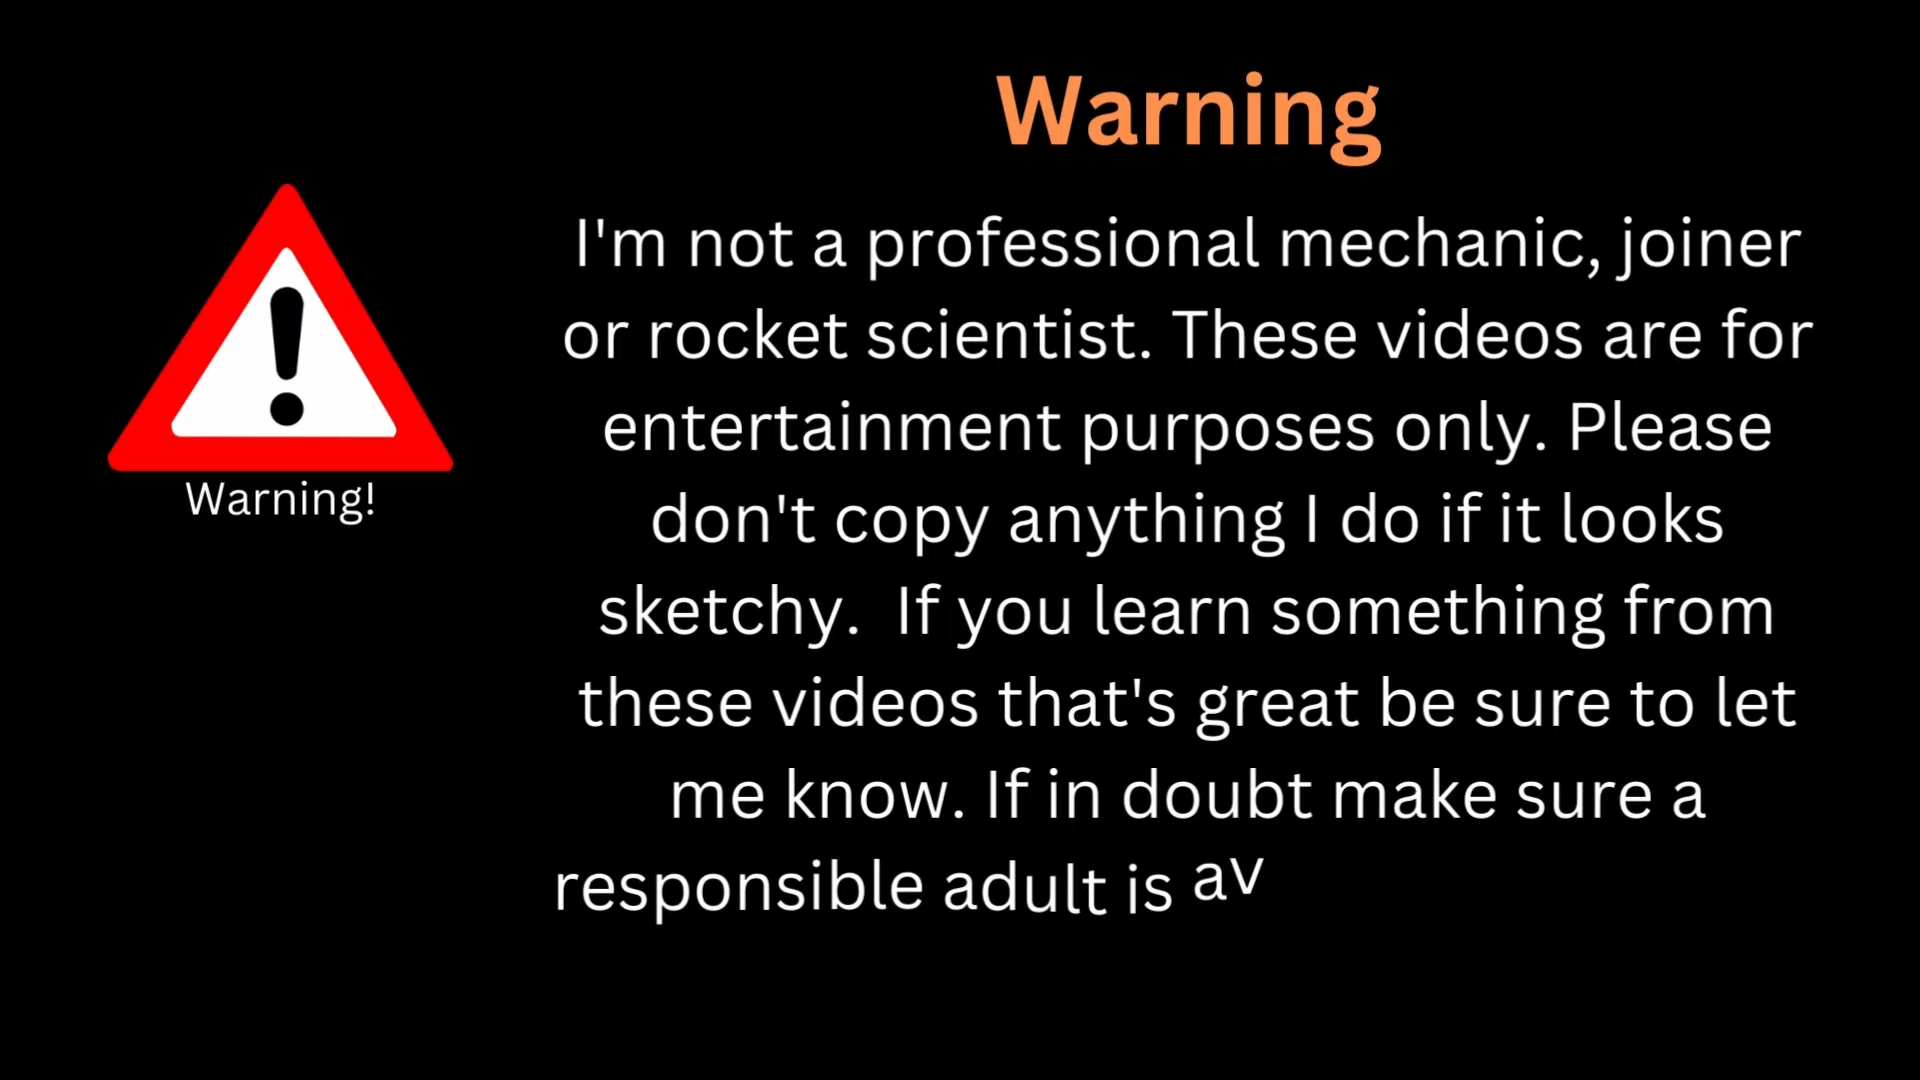 Warning
Warning!
I'm not a professional mechanic, joiner
or rocket scientist. These videos are for
entertainment purposes only. Please
don't copy anything I do if it looks
sketchy.  If you learn something from
these videos that's great be sure to let
me know. If in doubt make sure a
responsible adult is av